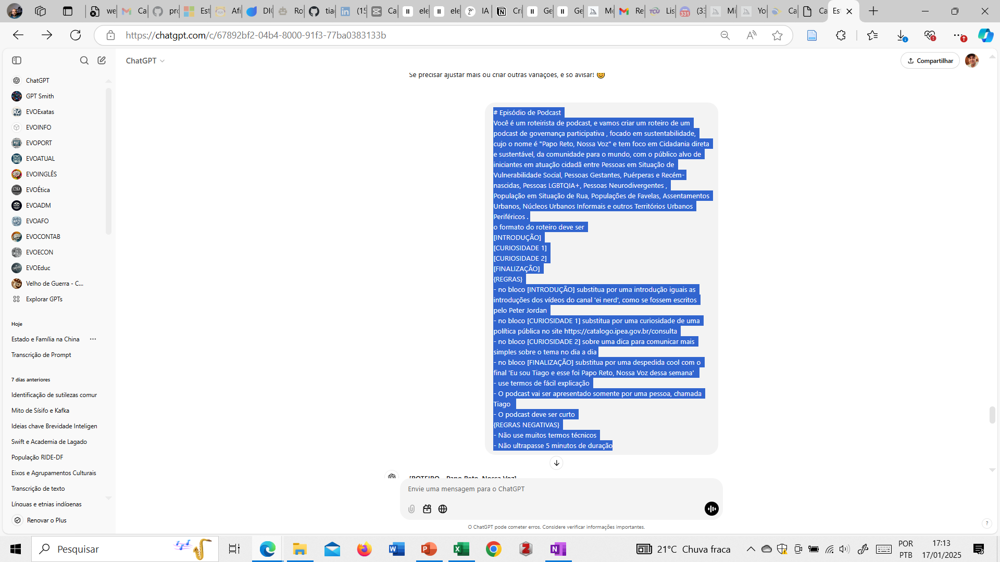 we
Ca
pro
Est
Afi
DIC
Ro
tiag
(15
Ca
ele
ele
IA
Cri
Ge
Ge
Me
Re
Lis
(33
Mi
Yo
Ca
Ca
Es
https://chatgpt.com/c/67892bf2-04b4-8000-91f3-77ba0383133b
ChatGPT
Compartilhar
ChatGPT
GPT Smith
EVOExatas
EVOINFO
EVOPORT
EVOATUAL
EVOINGLÊS
EVOÉtica
EVOADM
EVOAFO
EVOCONTAB
EVOECON
EVOEduc
Velho de Guerra - C...
Explorar GPTs
Hoje
Estado e Família na China
Transcrição de Prompt
7 dias anteriores
Identificação de sutilezas comur
Mito de Sísifo e Kafka
Ideias chave Brevidade Inteligen
Swift e Academia de Lagado
População RIDE-DF
Eixos e Agrupamentos Culturais
Transcrição de texto
Línguas e etnias indígenas
Renovar o Plus
Se precisar ajustar mais ou criar outras variações, é só avisar! 😊
# Episódio de Podcast
Você é um roteirista de podcast, e vamos criar um roteiro de um
podcast de governança participativa , focado em sustentabilidade,
cujo o nome é "Papo Reto, Nossa Voz" e tem foco em Cidadania direta
e sustentável, da comunidade para o mundo, com o público alvo de
iniciantes em atuação cidadã entre Pessoas em Situação de
Vulnerabilidade Social, Pessoas Gestantes, Puérperas e Recém-
nascidas, Pessoas LGBTQIA+, Pessoas Neurodivergentes ,
População em Situação de Rua, Populações de Favelas, Assentamentos
Urbanos, Núcleos Urbanos Informais e outros Territórios Urbanos
Periféricos .
o formato do roteiro deve ser
[INTRODUÇÃO]
[CURIOSIDADE 1]
[CURIOSIDADE 2]
[FINALIZAÇÃO]
{REGRAS}
- no bloco [INTRODUÇÃO] substitua por uma introdução iguais as
introduções dos vídeos do canal 'ei nerd', como se fossem escritos
pelo Peter Jordan
- no bloco [CURIOSIDADE 1] substitua por uma curiosidade de uma
política pública no site https://catalogo.ipea.gov.br/consulta
- no bloco [CURIOSIDADE 2] sobre uma dica para comunicar mais
simples sobre o tema no dia a dia
- no bloco [FINALIZAÇÃO] substitua por uma despedida cool com o
final 'Eu sou Tiago e esse foi Papo Reto, Nossa Voz dessa semana'
- use termos de fácil explicação
- O podcast vai ser apresentado somente por uma pessoa, chamada
Tiago
- O podcast deve ser curto
{REGRAS NEGATIVAS}
- Não use muitos termos técnicos
- Não ultrapasse 5 minutos de duração
[ROTEIRO - Papo Reto, Nossa Voz]
Envie uma mensagem para o ChatGPT
O ChatGPT pode cometer erros. Considere verificar informações importantes.
?
Pesquisar
21°C Chuva fraca
POR
PTB
17:13
17/01/2025